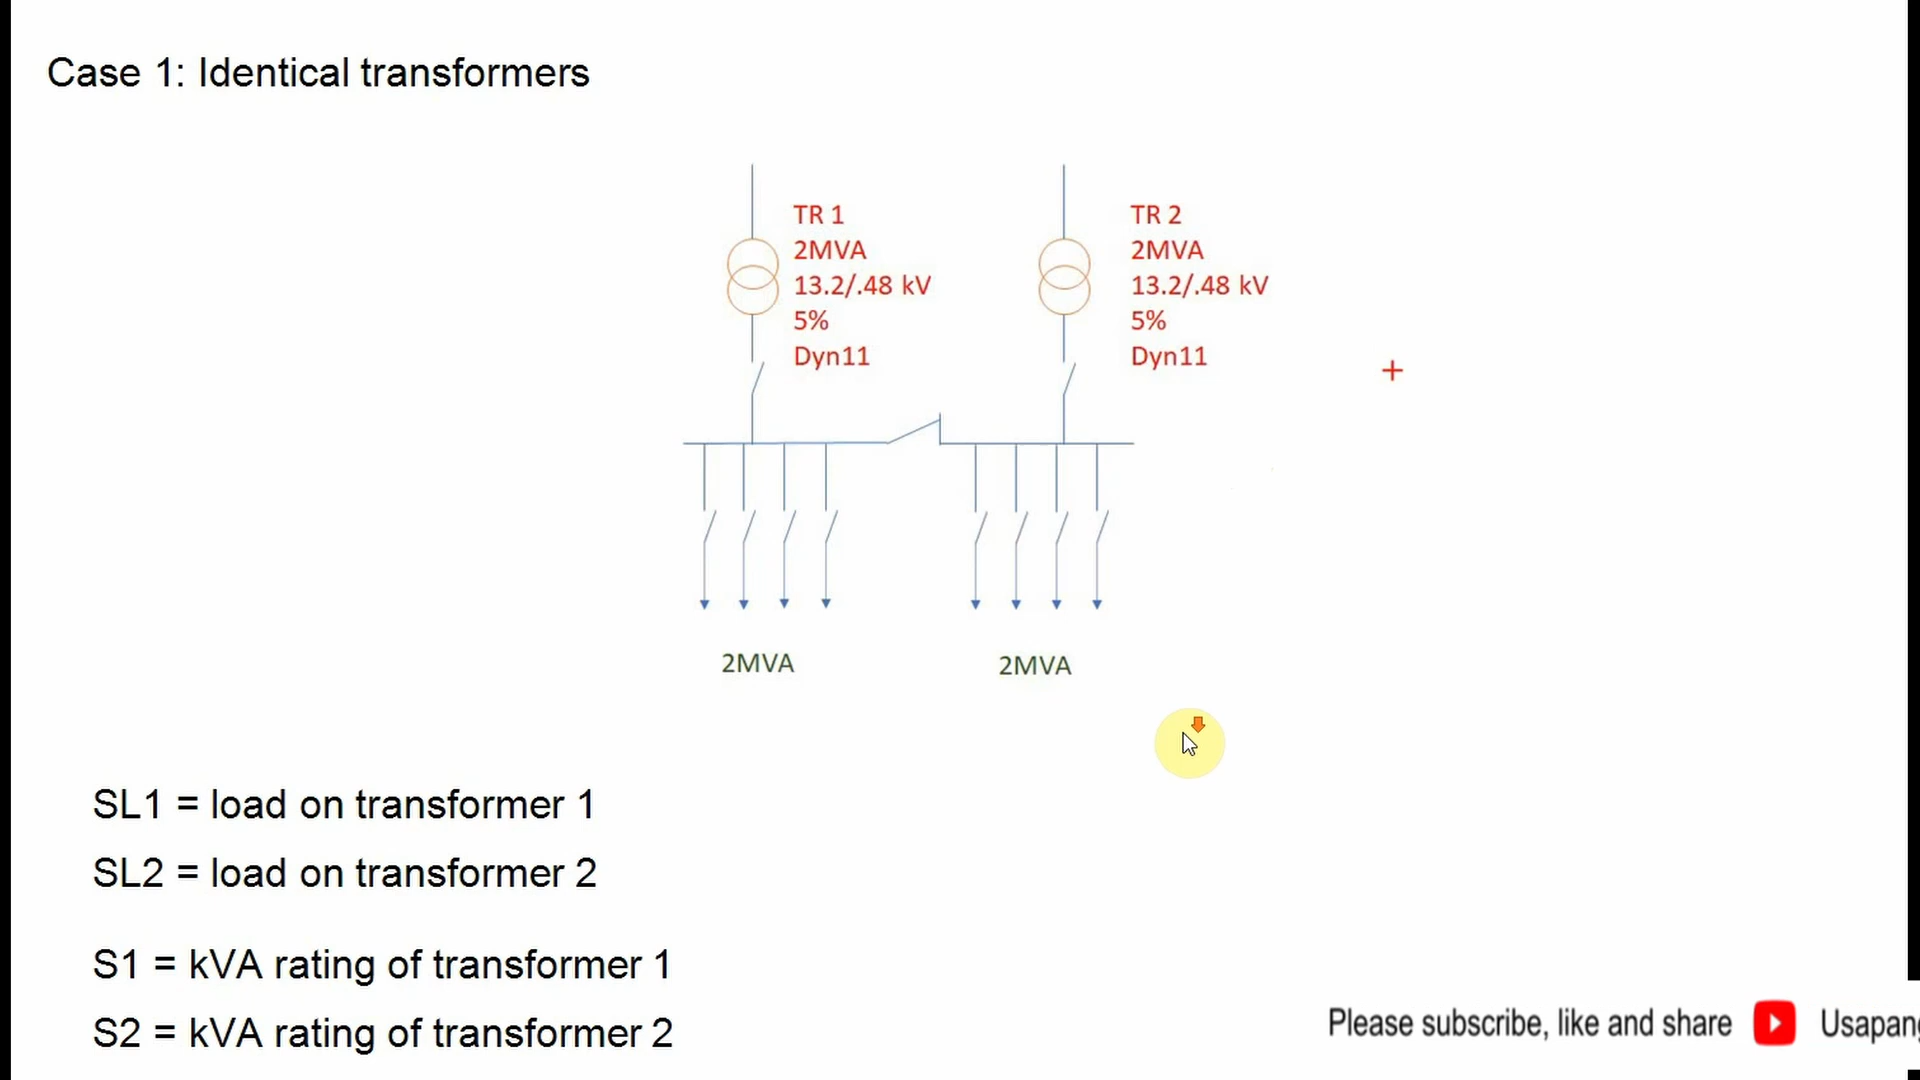 Case 1: Identical transformers
TR 1
2MVA
13.2/.48 kV
5%
Dyn11
TR 2
2MVA
13.2/.48 kV
5%
Dyn11
2MVA
2MVA
SL1 = load on transformer 1
SL2 = load on transformer 2
S1 = kVA rating of transformer 1
S2 = kVA rating of transformer 2
Please subscribe, like and share
Usapang